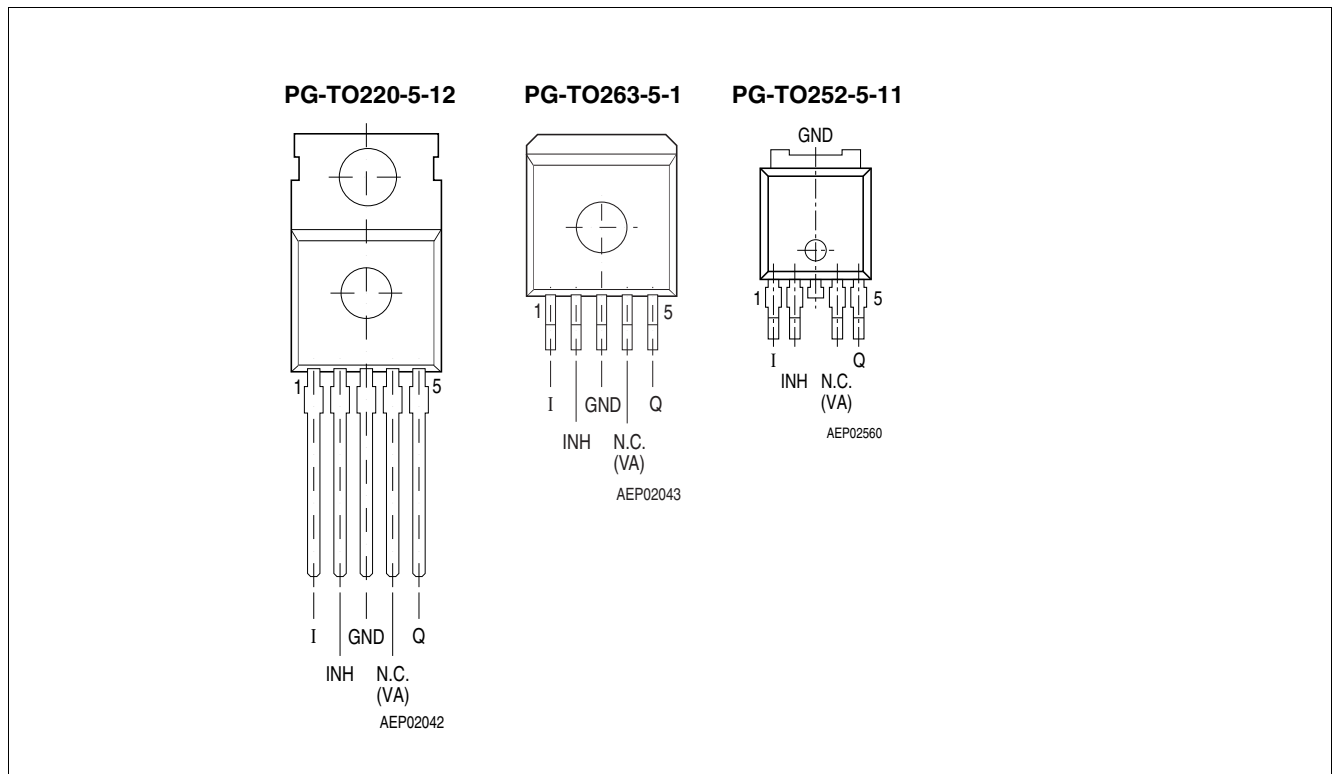 PG-TO220-5-12
PG-TO263-5-1
PG-TO252-5-11
GND
1
5
I
GND
Q
INH
N.C.
(VA)
AEP02042
1
5
I
GND
Q
INH
N.C.
(VA)
AEP02043
1
5
I
Q
INH
N.C.
(VA)
AEP02560